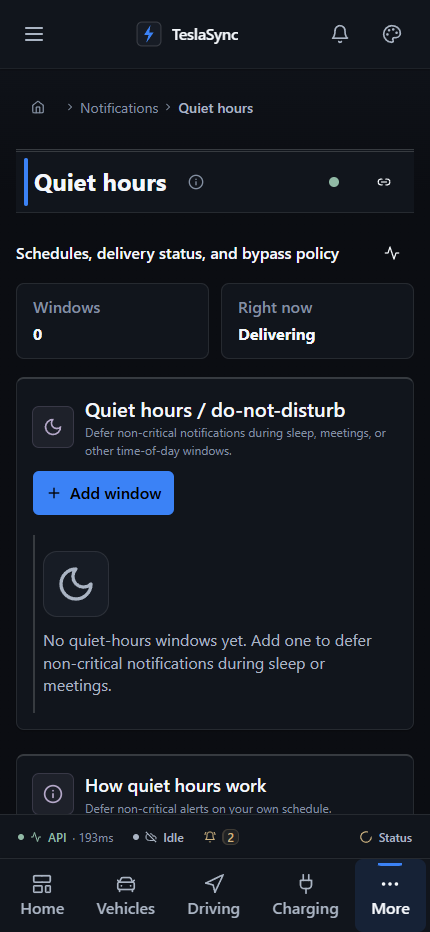 TeslaSync
Notifications
Quiet hours
Quiet hours
Schedules, delivery status, and bypass policy
Windows
0
Right now
Delivering
Quiet hours / do-not-disturb
Defer non-critical notifications during sleep, meetings, or
other time-of-day windows.
+ Add window
No quiet-hours windows yet. Add one to defer
non-critical notifications during sleep or
meetings.
How quiet hours work
Defer non-critical alerts on your own schedule.
API · 193ms
Idle
2
Status
Home
Vehicles
Driving
Charging
More